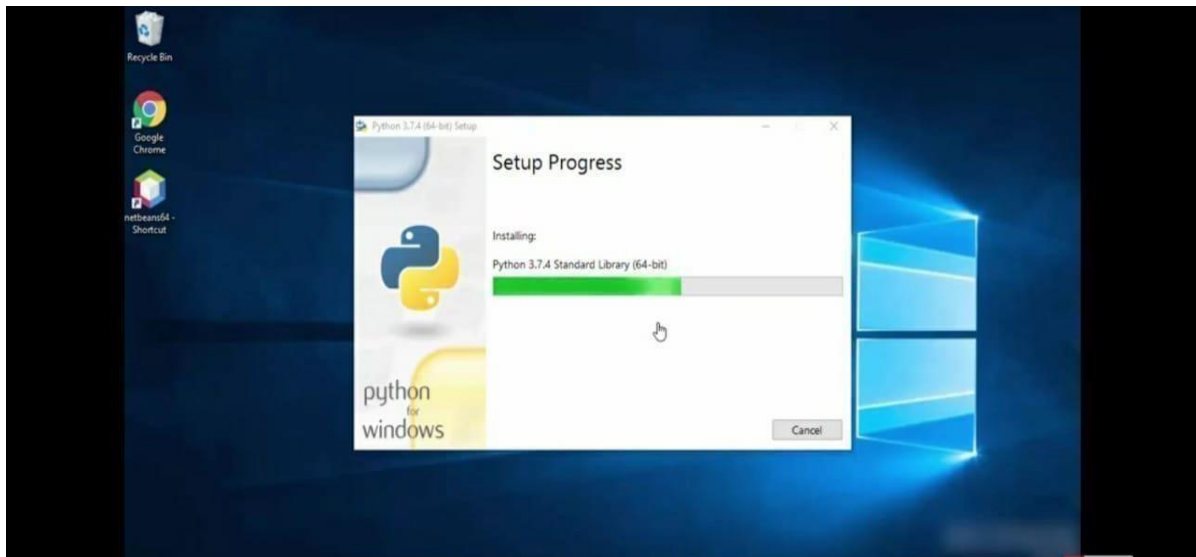 Recycle Bin
Google
Chrome
netbeans64 -
Shortcut
Python 3.7.4 (64-bit) Setup
Setup Progress
Installing:
Python 3.7.4 Standard Library (64-bit)
python
for
windows
Cancel